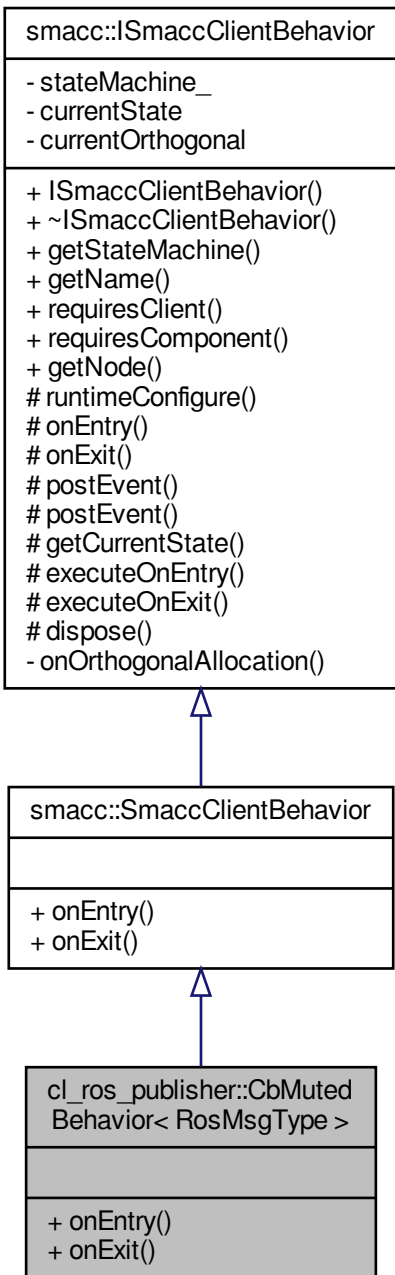 smacc::ISmaccClientBehavior
- stateMachine_
- currentState
- currentOrthogonal
+ ISmaccClientBehavior()
+ ~ISmaccClientBehavior()
+ getStateMachine()
+ getName()
+ requiresClient()
+ requiresComponent()
+ getNode()
# runtimeConfigure()
# onEntry()
# onExit()
# postEvent()
# postEvent()
# getCurrentState()
# executeOnEntry()
# executeOnExit()
# dispose()
- onOrthogonalAllocation()
smacc::SmaccClientBehavior
+ onEntry()
+ onExit()
cl_ros_publisher::CbMuted
Behavior< RosMsgType >
+ onEntry()
+ onExit()